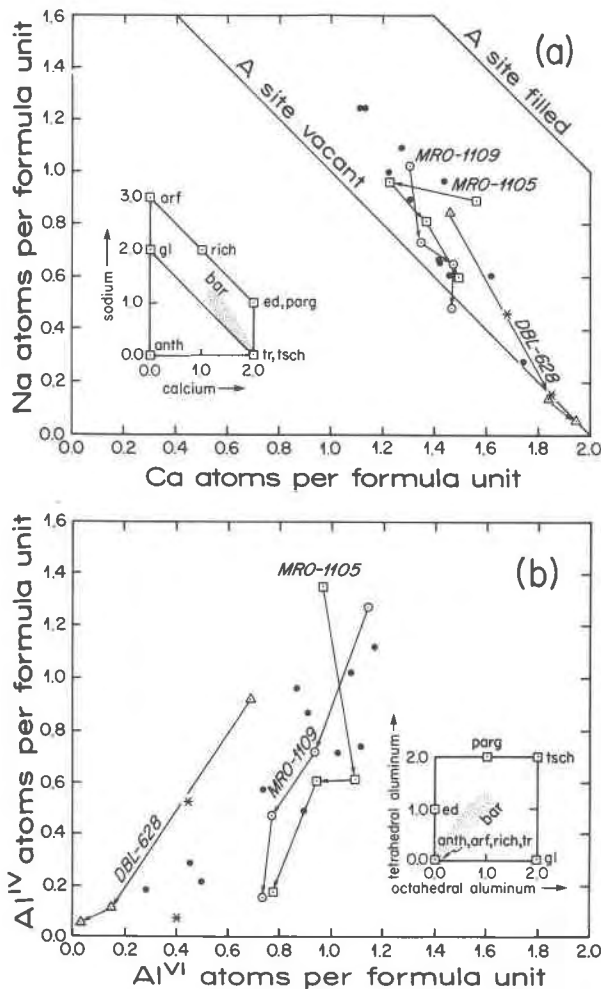 (a)
Na atoms per formula unit
1.6
1.4
1.2
1.0
0.8
0.6
0.4
0.2
0.0
A site filled
A site vacant
MRO-1109
MRO-1105
DBL-628
sodium
3.0 arf
2.0 gl
rich
bar
1.0
ed, parg
anth
0.0
tr, tsch
0.0 1.0 2.0
calcium
0.0 0.2 0.4 0.6 0.8 1.0 1.2 1.4 1.6 1.8 2.0
Ca atoms per formula unit
(b)
Al IV atoms per formula unit
1.6
1.4
1.2
1.0
0.8
0.6
0.4
0.2
0.0
MRO-1105
MRO-1109
DBL-628
tetrahedral aluminum
parg
2.0
tsch
1.0 ed
bar
anth, arf, rich, tr
0.0
gl
0.0 1.0 2.0
octahedral aluminum
0.0 0.2 0.4 0.6 0.8 1.0 1.2 1.4 1.6 1.8 2.0
Al VI atoms per formula unit